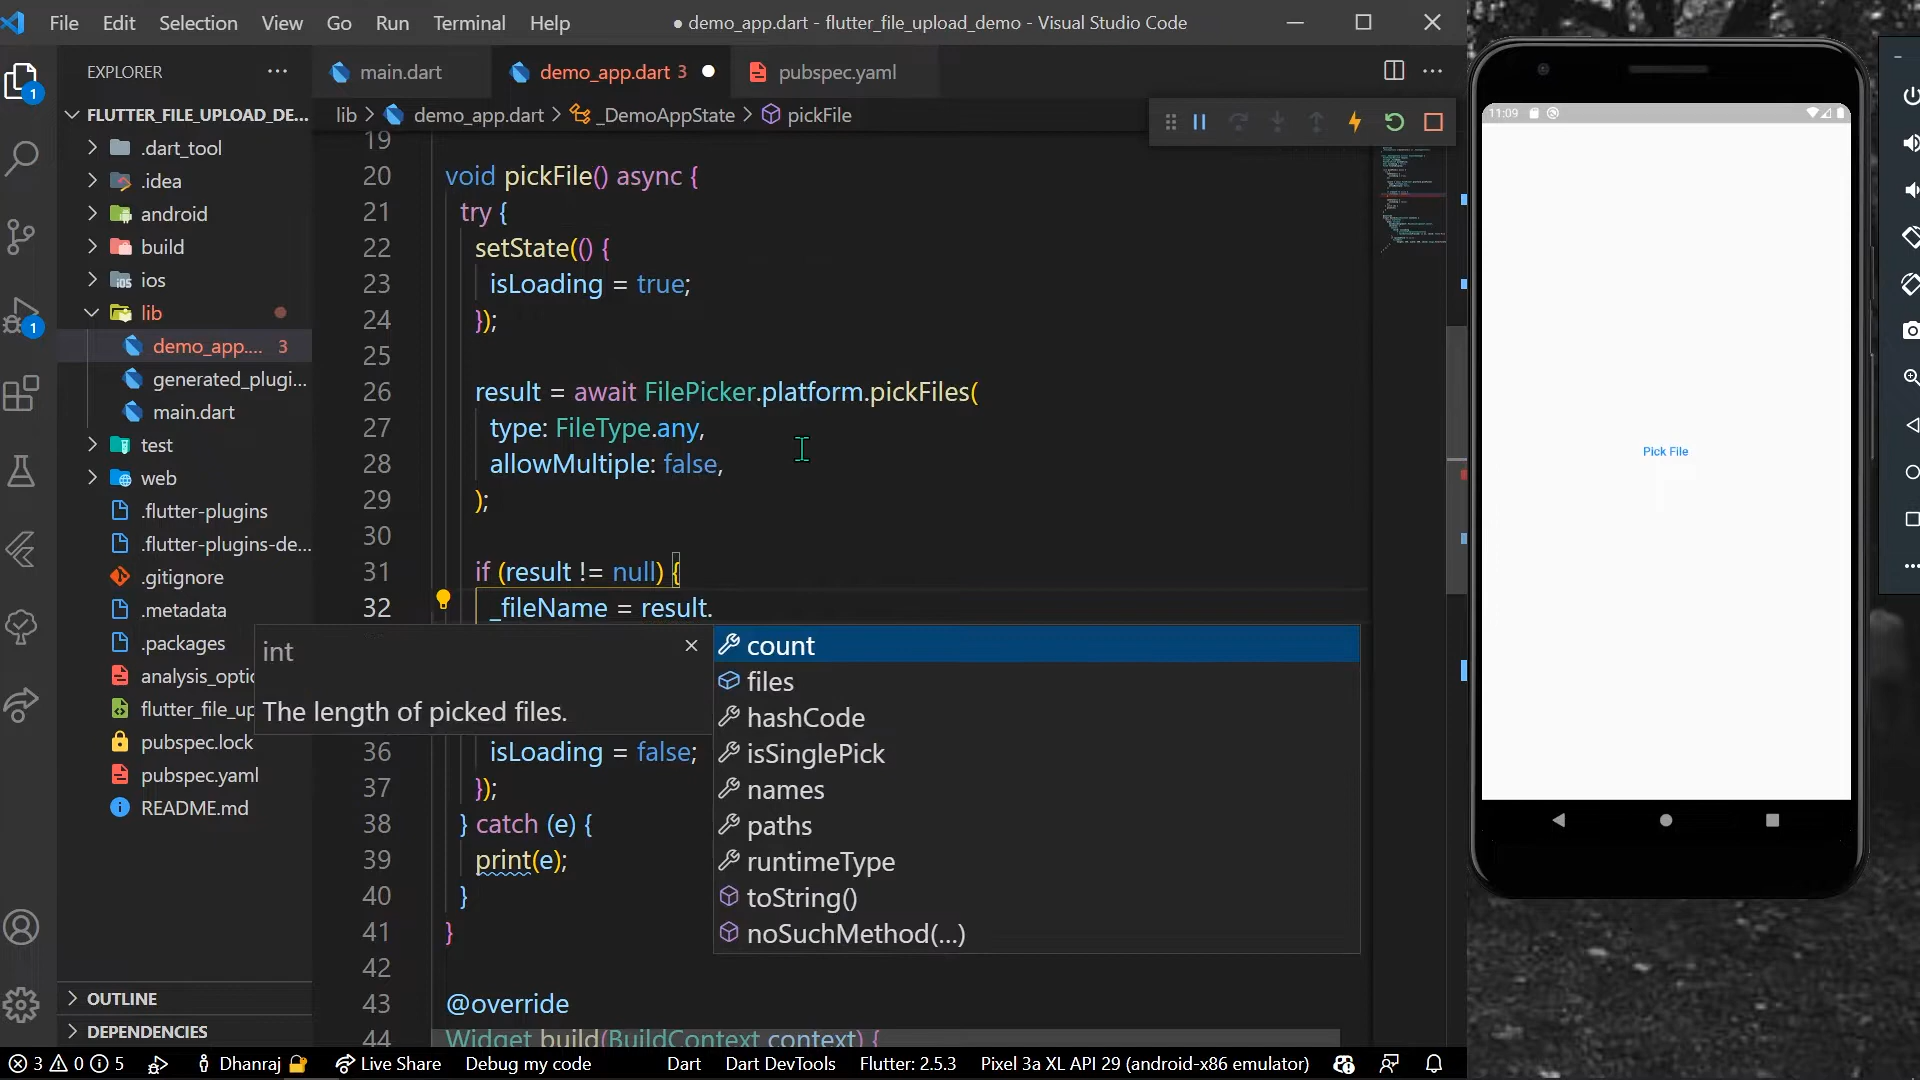 File Edit Selection View Go Run Terminal Help
● demo_app.dart - flutter_file_upload_demo - Visual Studio Code
EXPLORER
FLUTTER_FILE_UPLOAD_DE...
.dart_tool
.idea
android
build
ios
lib
demo_app.... 3
generated_plugi...
main.dart
test
web
.flutter-plugins
.flutter-plugins-de...
.gitignore
.metadata
.packages
analysis_optic
flutter_file_up
pubspec.lock
pubspec.yaml
README.md
OUTLINE
DEPENDENCIES
1
1
main.dart
demo_app.dart 3
pubspec.yaml
lib > demo_app.dart > _DemoAppState > pickFile
19
20 void pickFile() async {
21 try {
22 setState(() {
23 isLoading = true;
24 });
25
26 result = await FilePicker.platform.pickFiles(
27 type: FileType.any,
28 allowMultiple: false,
29 );
30
31 if (result != null) {
32 _fileName = result.
int
The length of picked files.
count
files
hashCode
isSinglePick
names
paths
runtimeType
toString()
noSuchMethod(...)
36 isLoading = false;
37 });
38 } catch (e) {
39 print(e);
40 }
41 }
42
43 @override
44 Widget build(BuildContext context) {
3 0 5 Dhanraj Live Share Debug my code Dart Dart DevTools Flutter: 2.5.3 Pixel 3a XL API 29 (android-x86 emulator)
11:09
Pick File